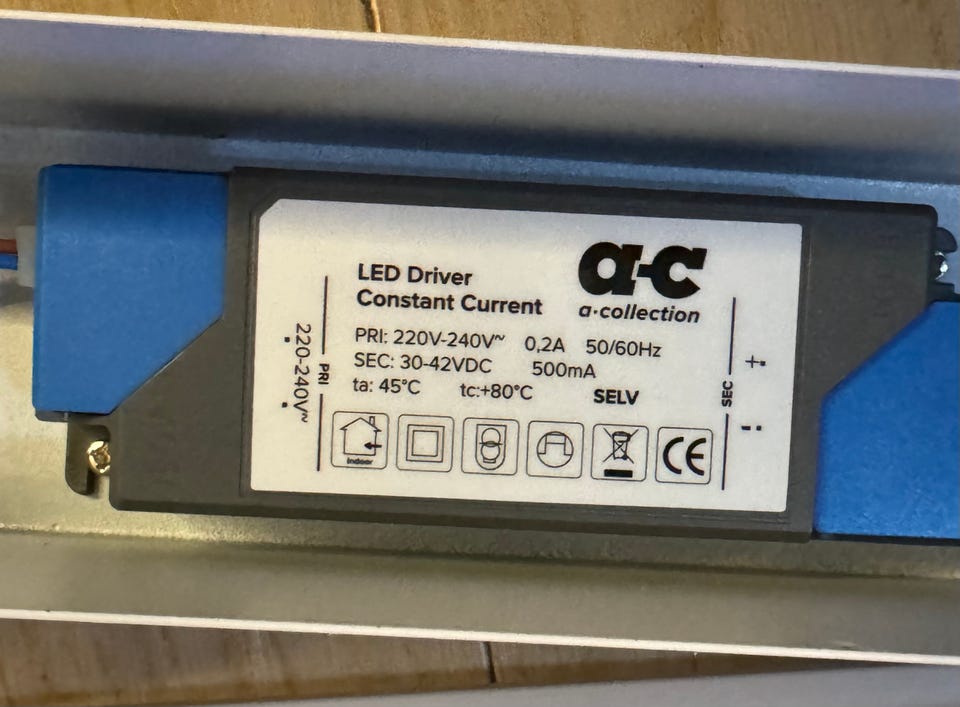 LED Driver
Constant Current
a-c
a·collection
PRI: 220V-240V~ 0,2A 50/60Hz
SEC: 30-42VDC 500mA
ta: 45°C tc:+80°C SELV
220-240V~
PRI
SEC
+
-
Indoor
CE